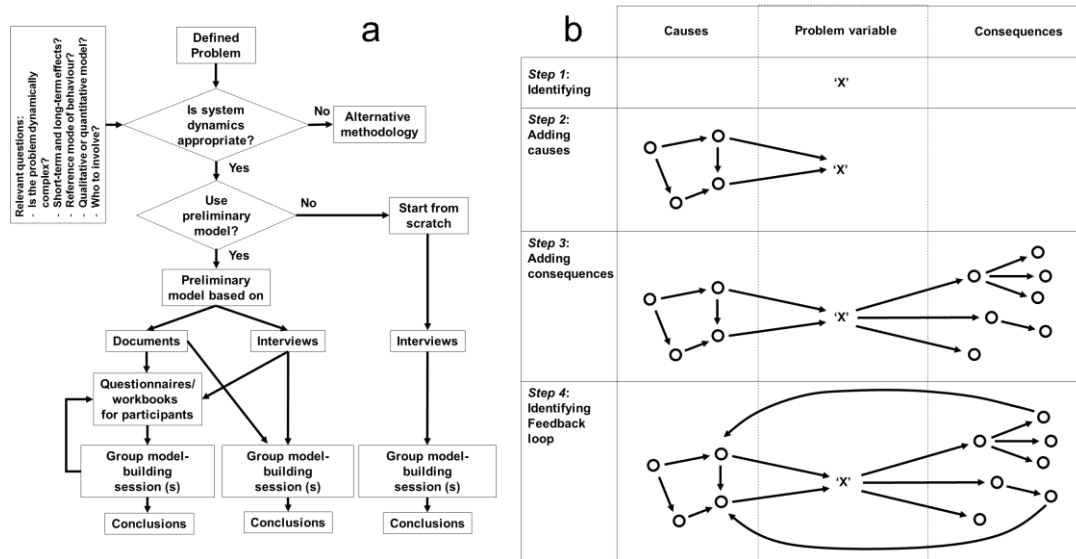 a
Defined
Problem
Relevant questions:
- Is the problem dynamically
complex?
- Short-term and long-term effects?
- Reference mode of behaviour?
- Qualitative or quantitative model?
- Who to involve?
Is system
dynamics
appropriate?
No
Alternative
methodology
Yes
Use
preliminary
model?
No
Start from
scratch
Yes
Preliminary
model based on
Documents
Interviews
Interviews
Questionnaires/
workbooks
for participants
Group model-
building
session (s)
Group model-
building
session (s)
Group model-
building
session (s)
Conclusions
Conclusions
Conclusions
b
Causes
Problem variable
Consequences
Step 1:
Identifying
‘X’
Step 2:
Adding
causes
‘X’
Step 3:
Adding
consequences
‘X’
Step 4:
Identifying
Feedback
loop
‘X’